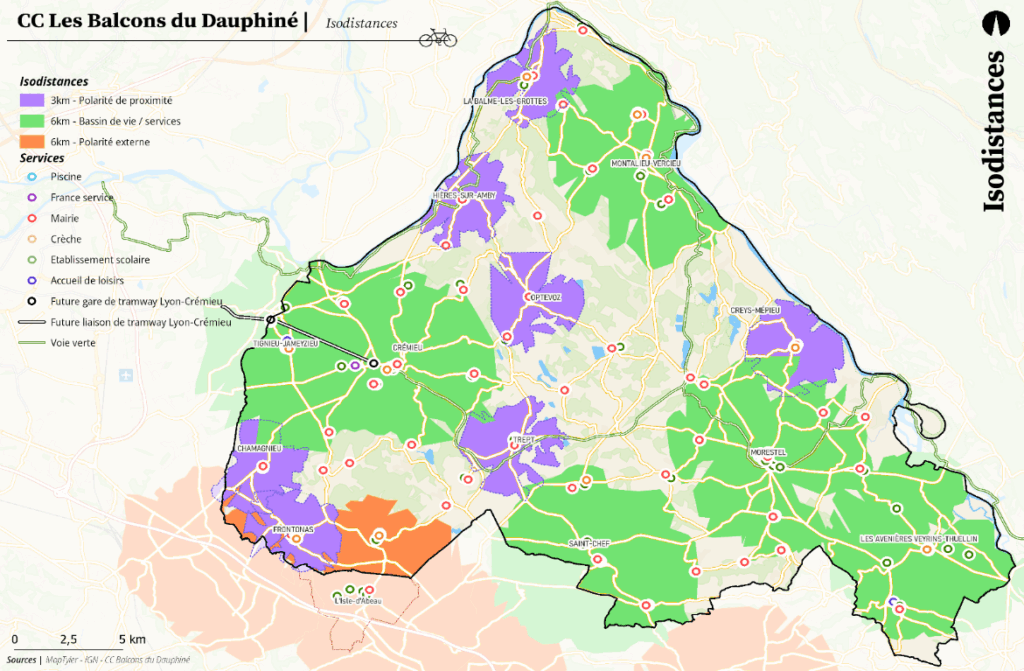 CC Les Balcons du Dauphiné | Isodistances
Isodistances
Isodistances
3km - Polarité de proximité
6km - Bassin de vie / services
6km - Polarité externe
Services
Piscine
France service
Mairie
Crèche
Etablissement scolaire
Accueil de loisirs
Future gare de tramway Lyon-Crémieu
Future liaison de tramway Lyon-Crémieu
Voie verte
LA BALME-LES-GROTTES
MONTALIEU-VERCIEU
HIÈRES-SUR-AMBY
OPTEVOZ
CREYS-MÉPIEU
TIGNIEU-JAMEYZIEU
CRÉMIEU
TREPT
CHAMAGNIEU
MORESTEL
FRONTONAS
SAINT-CHEF
LES AVENIÈRES VEYRINS-THUELLIN
L'Isle-d'Abeau
0 2,5 5 km
Sources | MapTyler - IGN - CC Balcons du Dauphiné